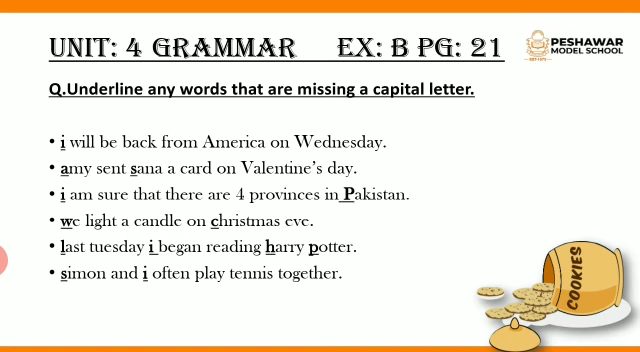 UNIT: 4 GRAMMAR EX: B PG: 21
PESHAWAR
MODEL SCHOOL
Q.Underline any words that are missing a capital letter.
• i will be back from America on Wednesday.
• amy sent sana a card on Valentine's day.
• i am sure that there are 4 provinces in Pakistan.
• we light a candle on christmas eve.
• last tuesday i began reading harry potter.
• simon and i often play tennis together.
COOKIES